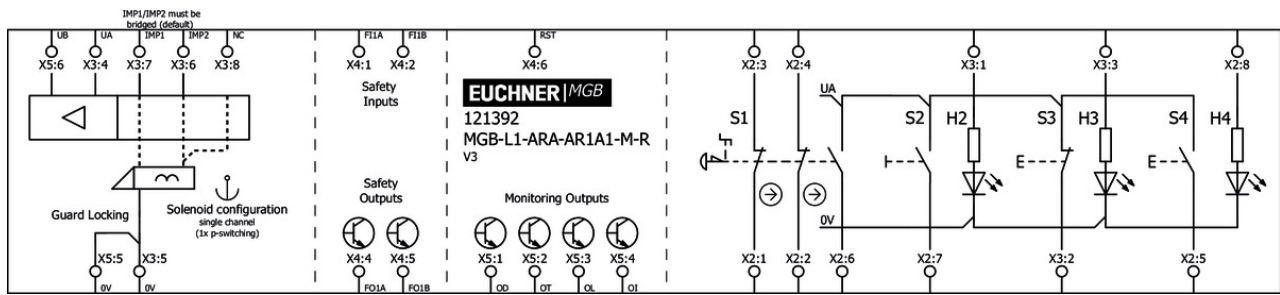 IMP1/IMP2 must be
bridged (default)
UB UA IMP1 IMP2 NC FI1A FI1B RST
X5:6 X3:4 X3:7 X3:6 X3:8 X4:1 X4:2 X4:6 X2:3 X2:4 X3:1 X3:3 X2:8
Safety
Inputs
EUCHNER MGB
121392
MGB-L1-ARA-AR1A1-M-R
V3
UA
S1 S2 H2 S3 H3 S4 H4
Guard Locking
Solenoid configuration
single channel
(1x p-switching)
Safety
Outputs
Monitoring Outputs
0V
X5:5 X3:5 X4:4 X4:5 X5:1 X5:2 X5:3 X5:4 X2:1 X2:2 X2:6 X2:7 X3:2 X2:5
0V 0V FO1A FO1B OD OT OL OI